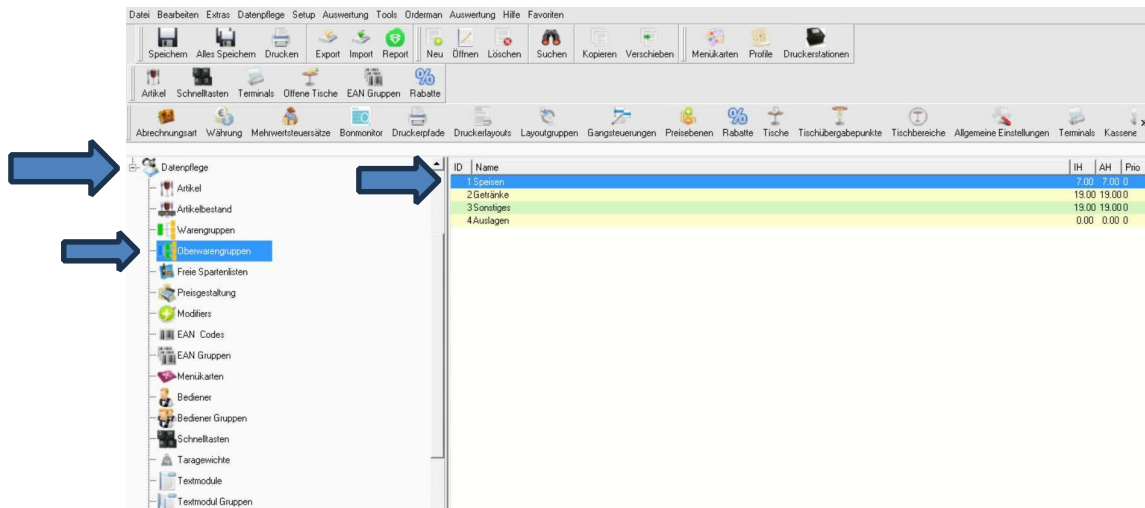 Datei Bearbeiten Extras Datenpflege Setup Auswertung Tools Orderman Auswertung Hilfe Favoriten
Speichern Alles Speichern Drucken Export Import Report Neu Öffnen Löschen Suchen Kopieren Verschieben Menükarten Profile Druckerstationen
Artikel Schnelltasten Terminals Offene Tische EAN Gruppen Rabatte
Abrechnungsart Währung Mehrwertsteuersätze Bonmonitor Druckerpfade Druckerlayouts Layoutgruppen Gangsteuerungen Preisebenen Rabatte Tische Tischübergabepunkte Tischbereiche Allgemeine Einstellungen Terminals Kassene
Datenpflege
Artikel
Artikelbestand
Warengruppen
Oberwarengruppen
Freie Spartenlisten
Preisgestaltung
Modifiers
EAN Codes
EAN Gruppen
Menükarten
Bediener
Bediener Gruppen
Schnelltasten
Taragewichte
Textmodule
Textmodul Gruppen
ID Name IH AH Prio
1 Speisen 7.00 7.00 0
2 Getränke 19.00 19.00 0
3 Sonstiges 19.00 19.00 0
4 Auslagen 0.00 0.00 0